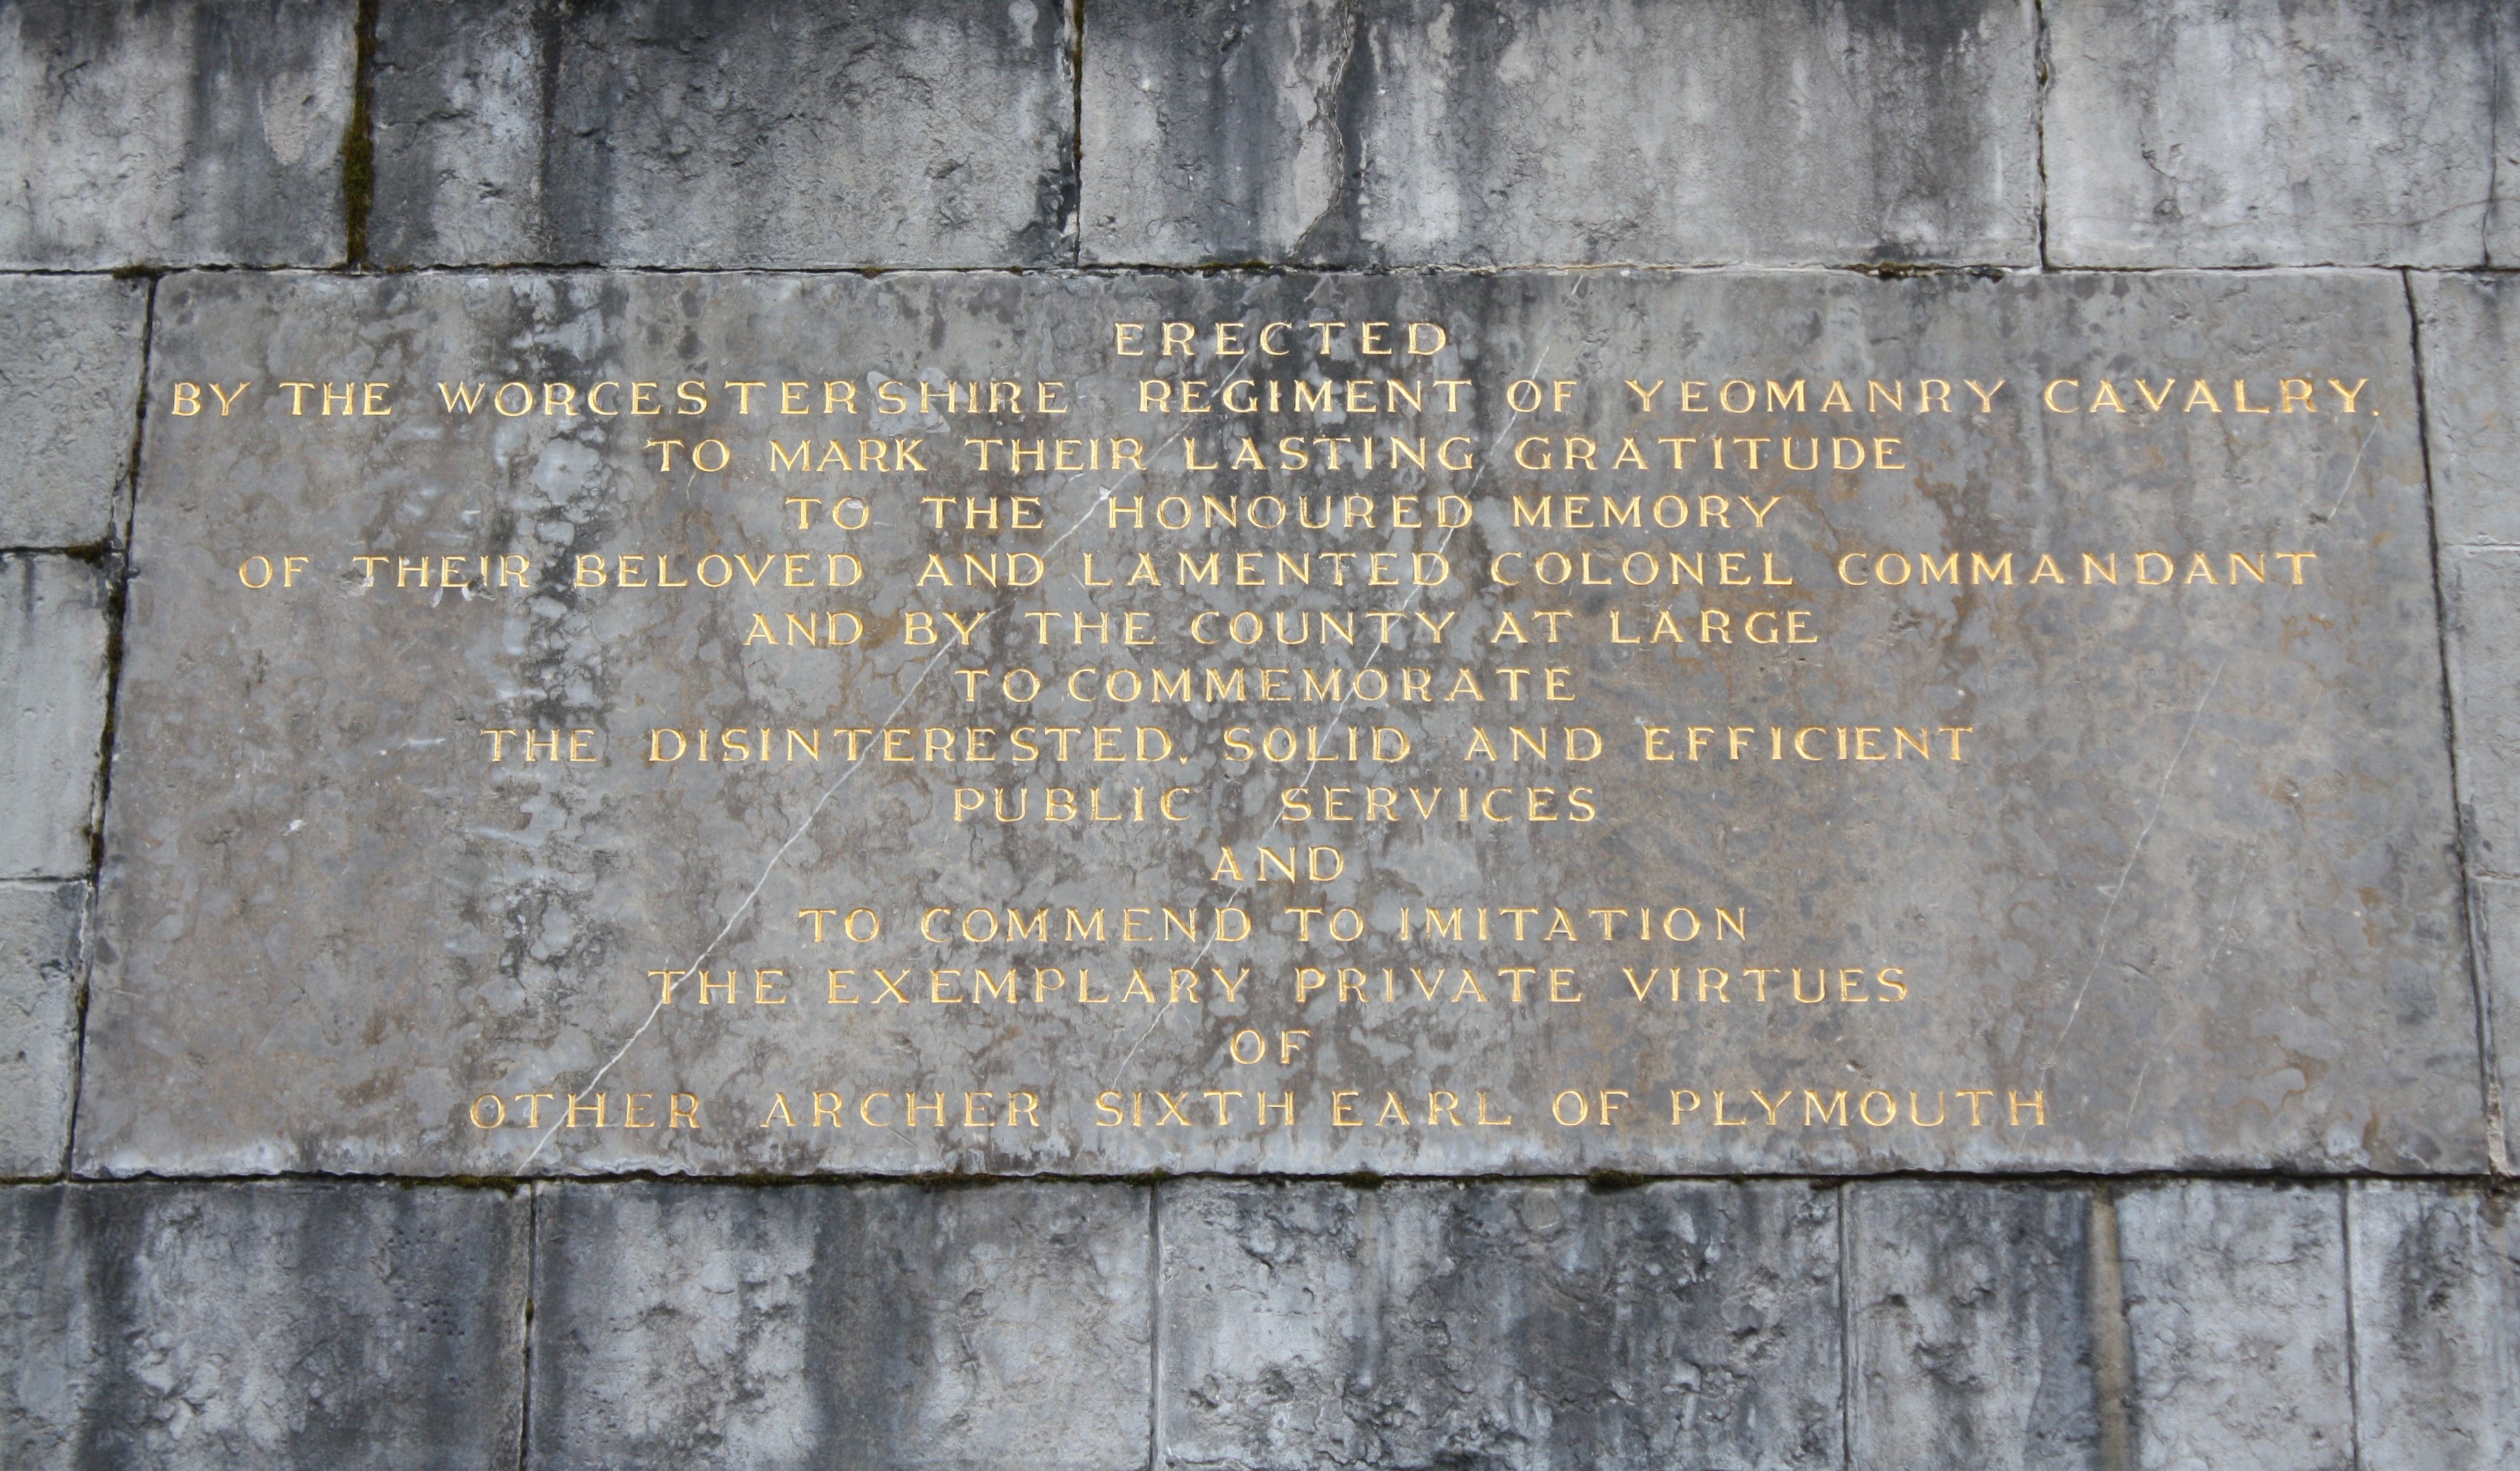 ERECTED
BY THE WORCESTERSHIRE REGIMENT OF YEOMANRY CAVALRY.
TO MARK THEIR LASTING GRATITUDE
TO THE HONOURED MEMORY
OF THEIR BELOVED AND LAMENTED COLONEL COMMANDANT
AND BY THE COUNTY AT LARGE
TO COMMEMORATE
THE DISINTERESTED, SOLID AND EFFICIENT
PUBLIC SERVICES
AND
TO COMMEND TO IMITATION
THE EXEMPLARY PRIVATE VIRTUES
OF
OTHER ARCHER SIXTH EARL OF PLYMOUTH